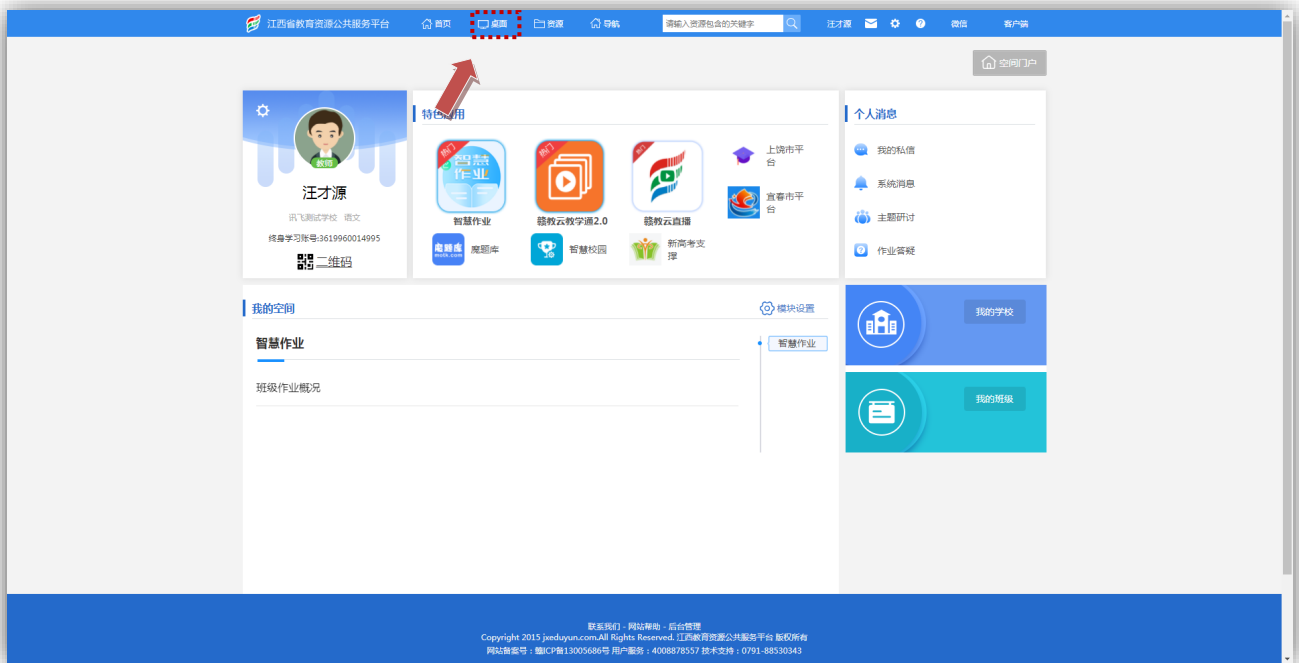 江西省教育资源公共服务平台 首页 桌面 资源 导航 请输入资源包含的关键字 汪才源 微信 客户端
空间门户
教师
汪才源
讯飞测试学校 语文
终身学习账号:3619960014995
二维码
特色应用
热门
智慧作业
智慧作业
热门
赣教云教学通2.0
热门
赣教云直播
上饶市平台
宜春市平台
魔题库
motk.com
魔题库
智慧校园
新高考支撑
个人消息
我的私信
系统消息
主题研讨
作业答疑
我的空间
模块设置
智慧作业
智慧作业
班级作业概况
我的学校
我的班级
联系我们 - 网站帮助 - 后台管理
Copyright 2015 jxeduyun.com.All Rights Reserved. 江西教育资源公共服务平台 版权所有
网站备案号：赣ICP备13005686号 用户服务：4008878557 技术支持：0791-88530343